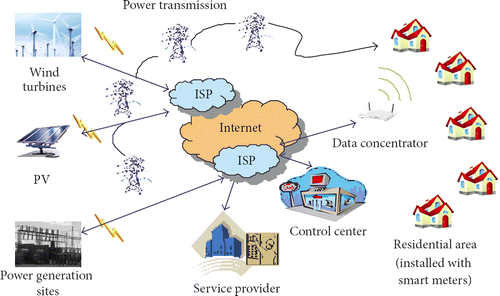 Power transmission
Wind
turbines
ISP
Internet
ISP
PV
Data concentrator
Control center
Power generation
sites
Service provider
Residential area
(installed with
smart meters)